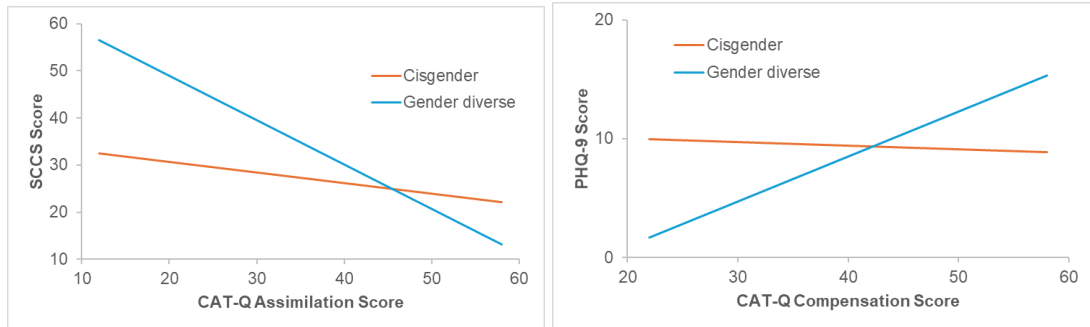 60
50
40
30
20
10
SCCS Score
Cisgender
Gender diverse
10 20 30 40 50 60
CAT-Q Assimilation Score
20
10
0
PHQ-9 Score
Cisgender
Gender diverse
20 30 40 50 60
CAT-Q Compensation Score